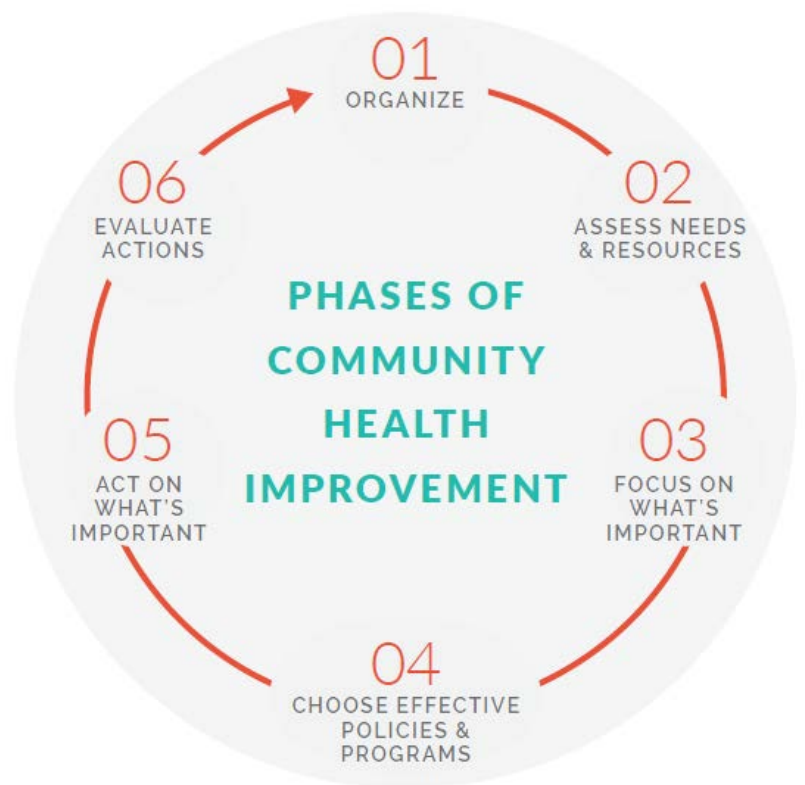 01
ORGANIZE
02
ASSESS NEEDS
& RESOURCES
03
FOCUS ON
WHAT'S
IMPORTANT
04
CHOOSE EFFECTIVE
POLICIES &
PROGRAMS
05
ACT ON
WHAT'S
IMPORTANT
06
EVALUATE
ACTIONS
PHASES OF
COMMUNITY
HEALTH
IMPROVEMENT